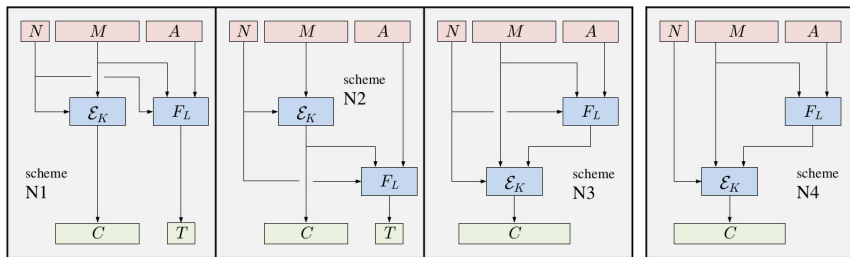 N M A N M A N M A N M A
scheme
N2
ℰ_K F_L ℰ_K F_L F_L
scheme
N1
F_L ℰ_K scheme
N3
ℰ_K scheme
N4
C T C T C C